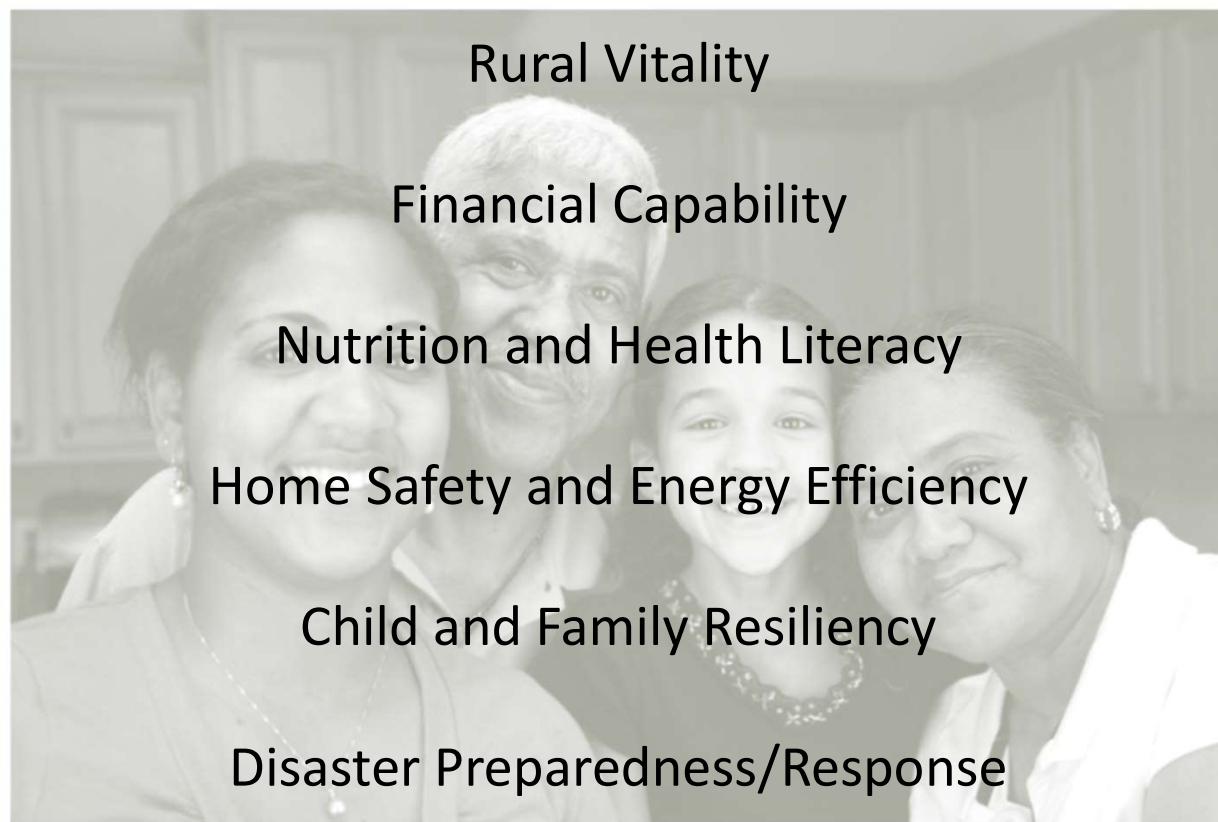 Rural Vitality
Financial Capability
Nutrition and Health Literacy
Home Safety and Energy Efficiency
Child and Family Resiliency
Disaster Preparedness/Response